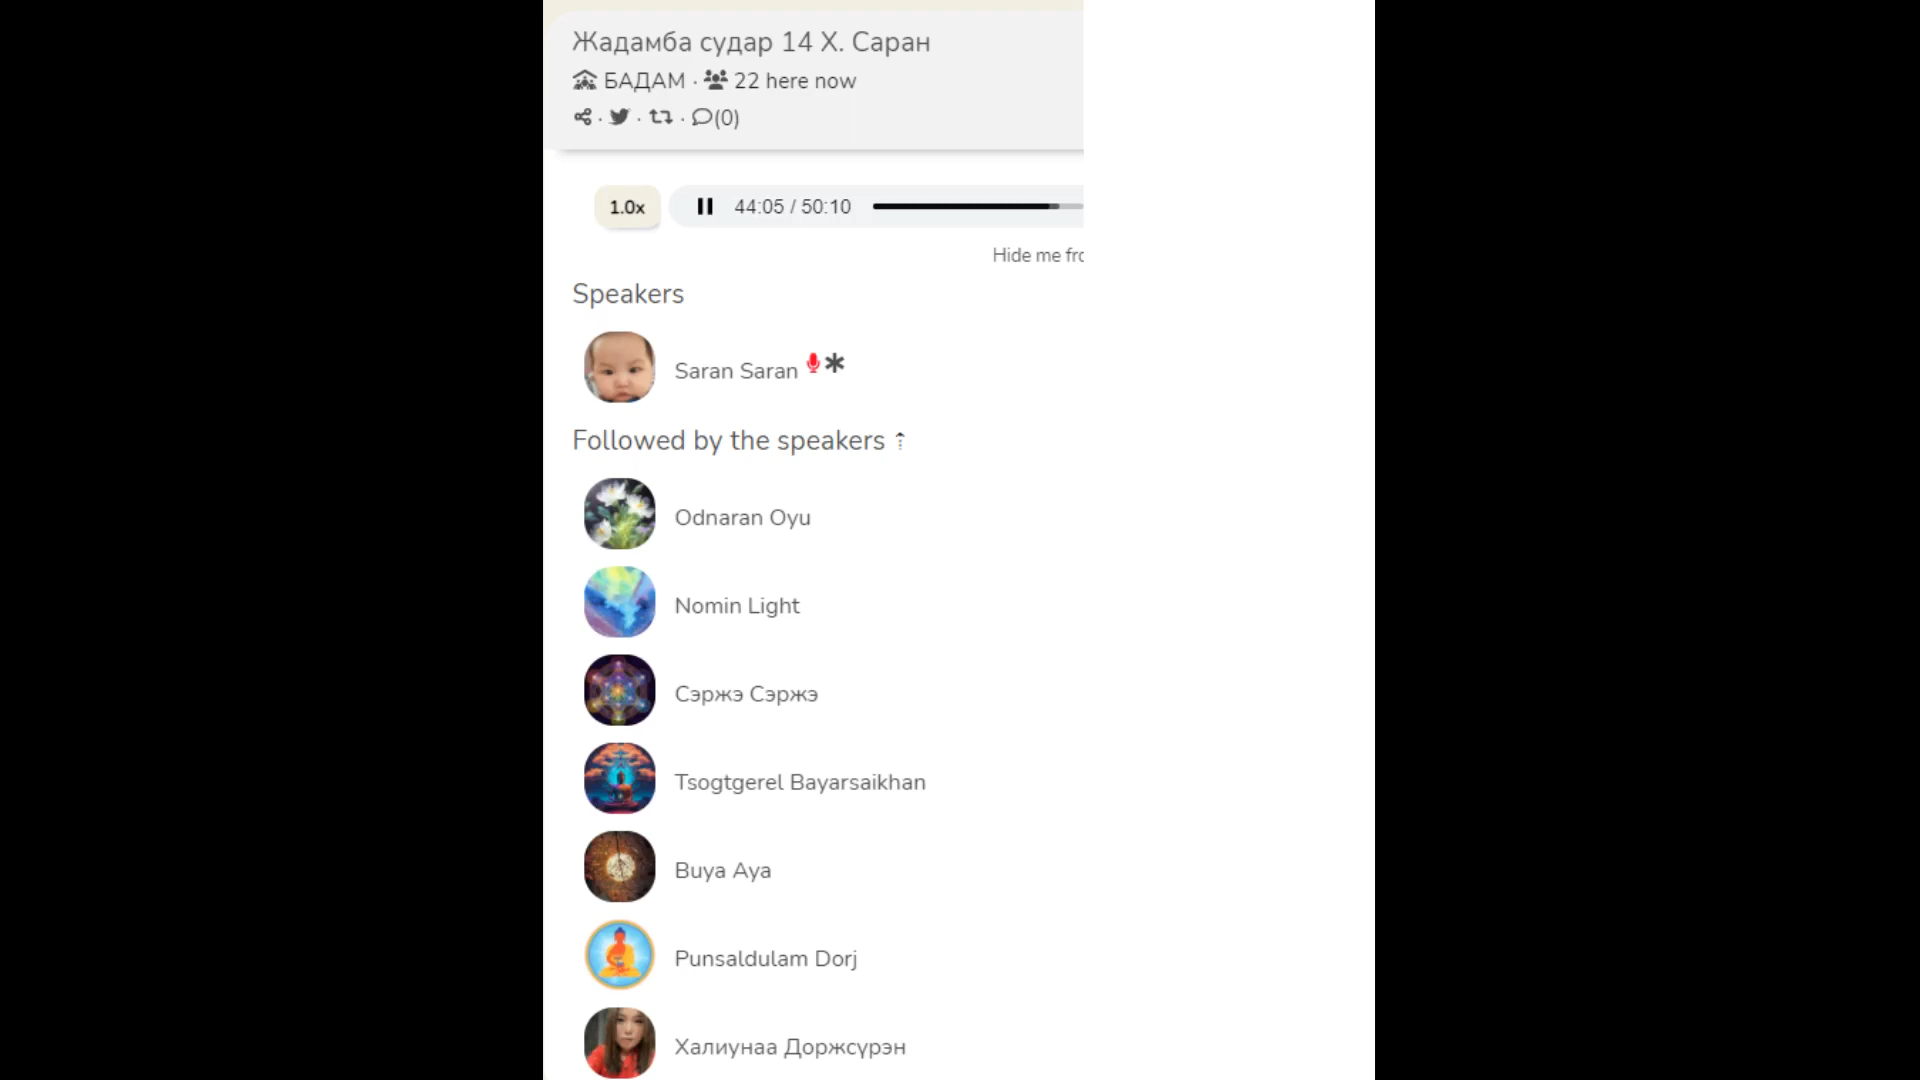 Жадамба судар 14 Х. Саран
БАДАМ · 22 here now
· · · (0)
1.0x
44:05 / 50:10
Hide me fro
Speakers
Saran Saran
Followed by the speakers
Odnaran Oyu
Nomin Light
Сэржэ Сэржэ
Tsogtgerel Bayarsaikhan
Buya Aya
Punsaldulam Dorj
Халиунаа Доржсүрэн